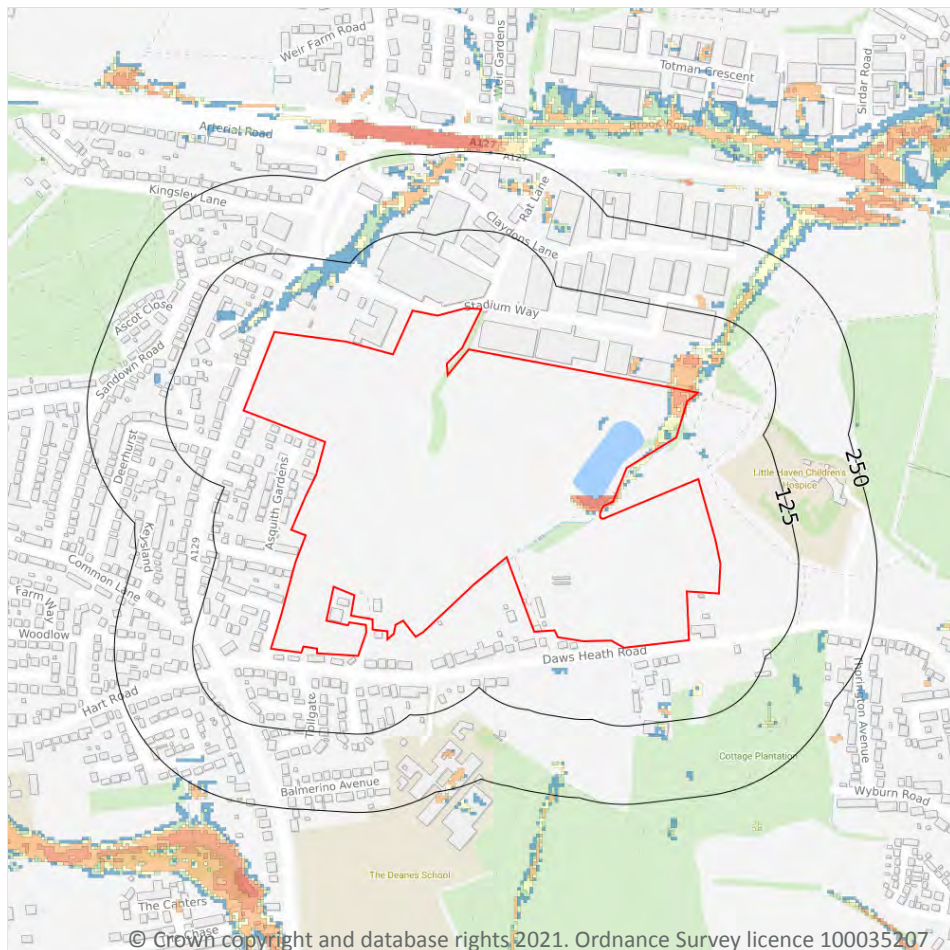 Weir Farm Road
Weir Gardens
Totman Crescent
Sirdar Road
Arterial Road
A127
A127
Kingsley Lane
Rat Lane
Claydons Lane
Stadium Way
Ascot Close
Sandown Road
Deerhurst
Keysland
A129
Asquith Gardens
Common Lane
Farm Way
Woodlow
Little Haven Children's
Hospice
250
125
Daws Heath Road
Hart Road
Tollgate
Thorington Avenue
Cottage Plantation
Wyburn Road
Balmerino Avenue
The Deanes School
The Canters
Chase
© Crown copyright and database rights 2021. Ordnance Survey licence 100035207